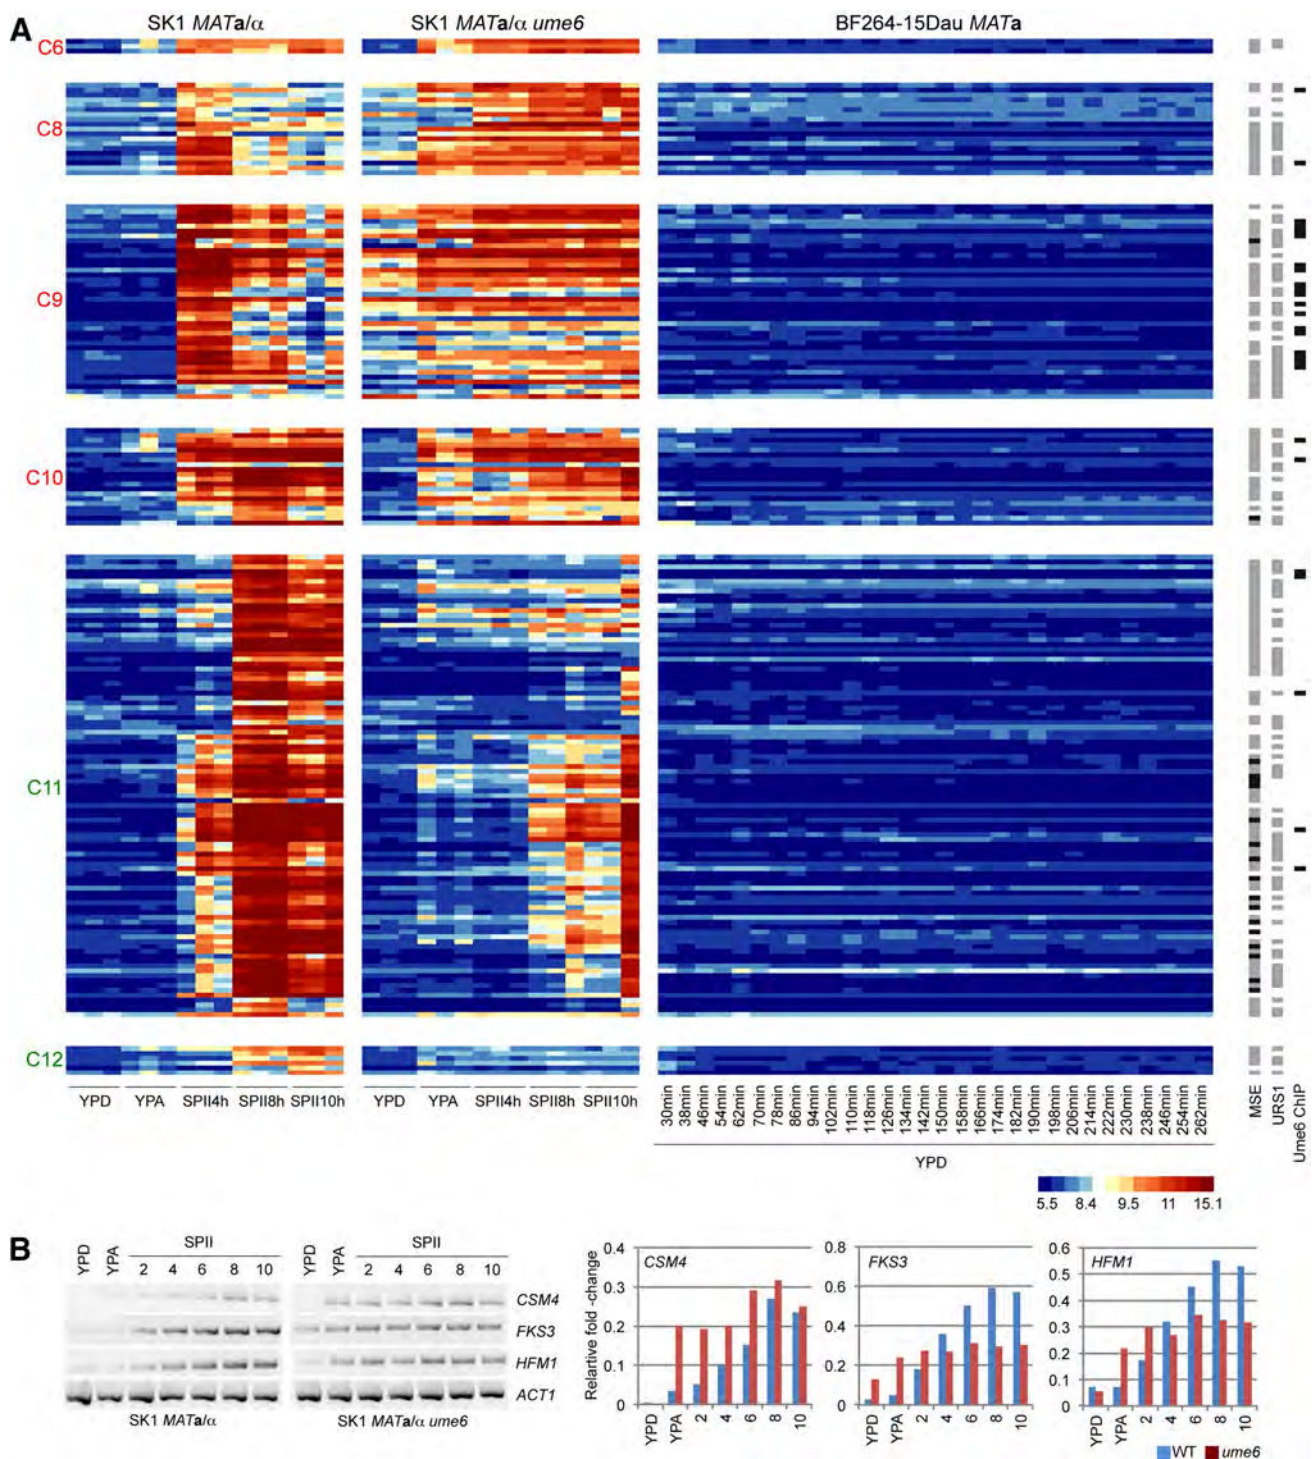 A
SK1 MATa/α
SK1 MATa/α ume6
BF264-15Dau MATa
C6
C8
C9
C10
C11
C12
YPD YPA SPII4h SPII8h SPII10h
YPD YPA SPII4h SPII8h SPII10h
30min 38min 46min 54min 62min 70min 78min 86min 94min 102min 110min 118min 126min 134min 142min 150min 158min 166min 174min 182min 190min 198min 206min 214min 222min 230min 238min 246min 254min 262min
YPD
MSE URS1 Ume6 ChIP
5.5 8.4 9.5 11 15.1
B
SPII
SPII
YPD YPA 2 4 6 8 10
YPD YPA 2 4 6 8 10
CSM4
FKS3
HFM1
ACT1
SK1 MATa/α
SK1 MATa/α ume6
Relartive fold -change
0.4
0.3
0.2
0.1
0
CSM4
YPD YPA 2 4 6 8 10
0.8
0.6
0.4
0.2
0
FKS3
YPD YPA 2 4 6 8 10
0.6
0.5
0.4
0.3
0.2
0.1
0
HFM1
YPD YPA 2 4 6 8 10
WT ume6